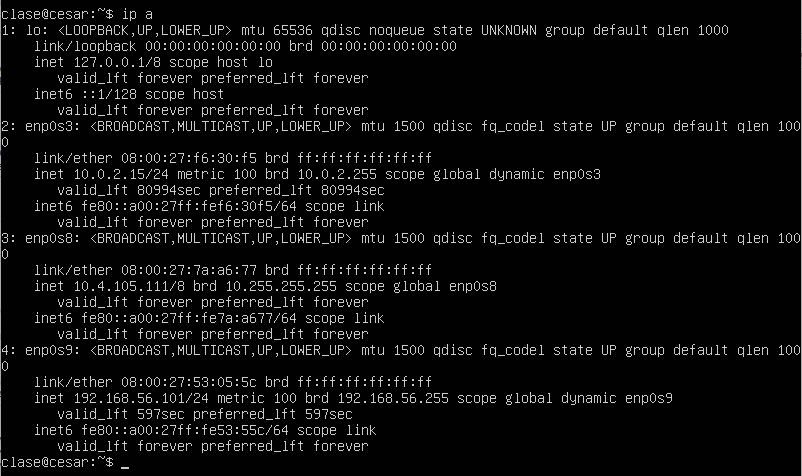 clase@cesar:~$ ip a
1: lo: <LOOPBACK,UP,LOWER_UP> mtu 65536 qdisc noqueue state UNKNOWN group default qlen 1000
    link/loopback 00:00:00:00:00:00 brd 00:00:00:00:00:00
    inet 127.0.0.1/8 scope host lo
       valid_lft forever preferred_lft forever
    inet6 ::1/128 scope host
       valid_lft forever preferred_lft forever
2: enp0s3: <BROADCAST,MULTICAST,UP,LOWER_UP> mtu 1500 qdisc fq_codel state UP group default qlen 100
0
    link/ether 08:00:27:f6:30:f5 brd ff:ff:ff:ff:ff:ff
    inet 10.0.2.15/24 metric 100 brd 10.0.2.255 scope global dynamic enp0s3
       valid_lft 80994sec preferred_lft 80994sec
    inet6 fe80::a00:27ff:fef6:30f5/64 scope link
       valid_lft forever preferred_lft forever
3: enp0s8: <BROADCAST,MULTICAST,UP,LOWER_UP> mtu 1500 qdisc fq_codel state UP group default qlen 100
0
    link/ether 08:00:27:7a:a6:77 brd ff:ff:ff:ff:ff:ff
    inet 10.4.105.111/8 brd 10.255.255.255 scope global enp0s8
       valid_lft forever preferred_lft forever
    inet6 fe80::a00:27ff:fe7a:a677/64 scope link
       valid_lft forever preferred_lft forever
4: enp0s9: <BROADCAST,MULTICAST,UP,LOWER_UP> mtu 1500 qdisc fq_codel state UP group default qlen 100
0
    link/ether 08:00:27:53:05:5c brd ff:ff:ff:ff:ff:ff
    inet 192.168.56.101/24 metric 100 brd 192.168.56.255 scope global dynamic enp0s9
       valid_lft 597sec preferred_lft 597sec
    inet6 fe80::a00:27ff:fe53:55c/64 scope link
       valid_lft forever preferred_lft forever
clase@cesar:~$ _